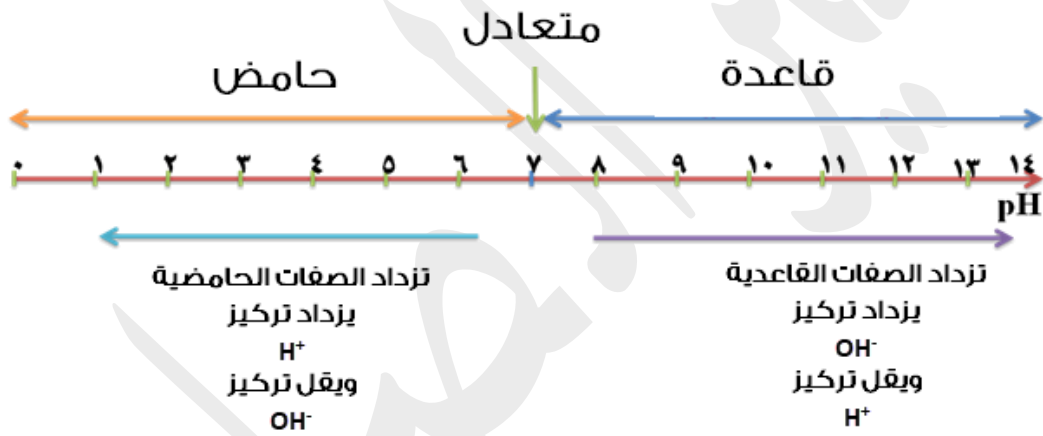 متعادل
حامض
قاعدة
٠ ١ ٢ ٣ ٤ ٥ ٦ ٧ ٨ ٩ ١٠ ١١ ١٢ ١٣ ١٤
pH
تزداد الصفات القاعدية
يزداد تركيز
OH⁻
ويقل تركيز
H⁺
تزداد الصفات الحامضية
يزداد تركيز
H⁺
ويقل تركيز
OH⁻